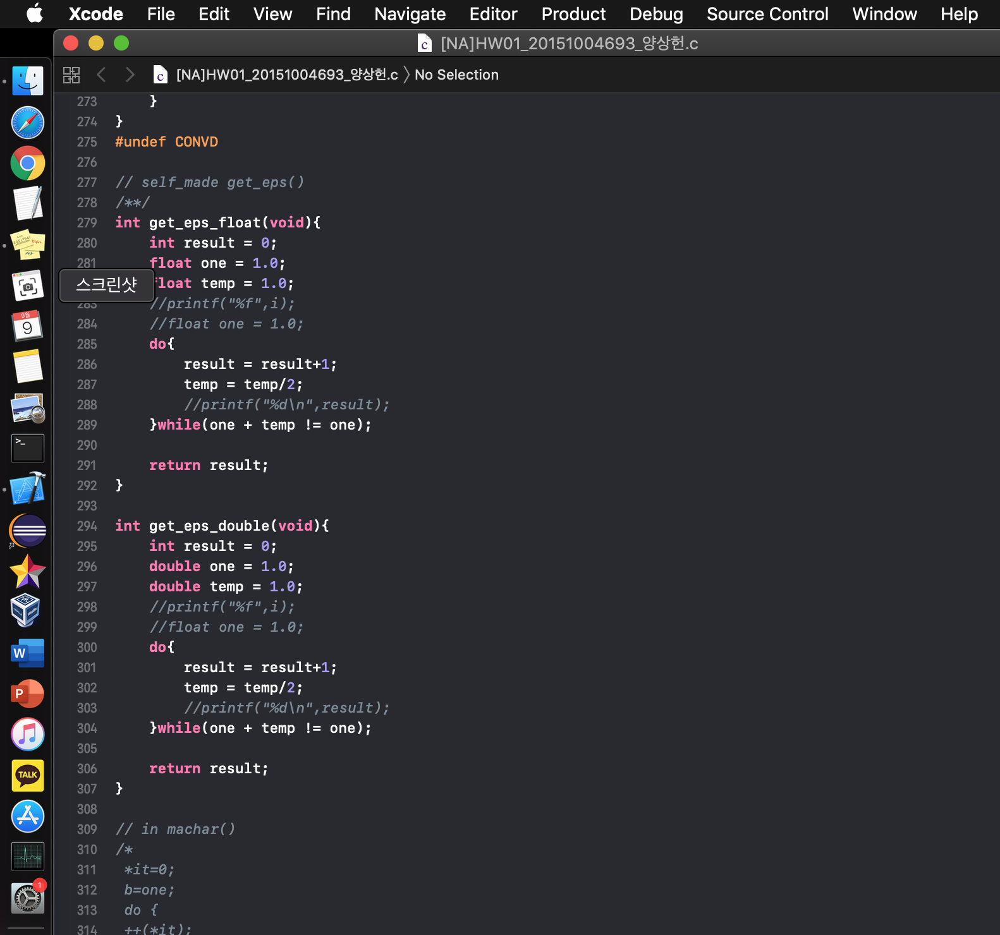 Xcode File Edit View Find Navigate Editor Product Debug Source Control Window Help
[NA]HW01_20151004693_양상헌.c
[NA]HW01_20151004693_양상헌.c 〉No Selection
273         }
274 }
275 #undef CONVD
276
277 // self_made get_eps()
278 /**/
279 int get_eps_float(void){
280     int result = 0;
281     float one = 1.0;
스크린샷 float temp = 1.0;
283     //printf("%f",i);
284     //float one = 1.0;
285     do{
286         result = result+1;
287         temp = temp/2;
288         //printf("%d\n",result);
289     }while(one + temp != one);
290
291     return result;
292 }
293
294 int get_eps_double(void){
295     int result = 0;
296     double one = 1.0;
297     double temp = 1.0;
298     //printf("%f",i);
299     //float one = 1.0;
300     do{
301         result = result+1;
302         temp = temp/2;
303         //printf("%d\n",result);
304     }while(one + temp != one);
305
306     return result;
307 }
308
309 // in machar()
310 /*
311  *it=0;
312  b=one;
313  do {
314  ++(*it);
9월
9
>_
W
P
TALK
1